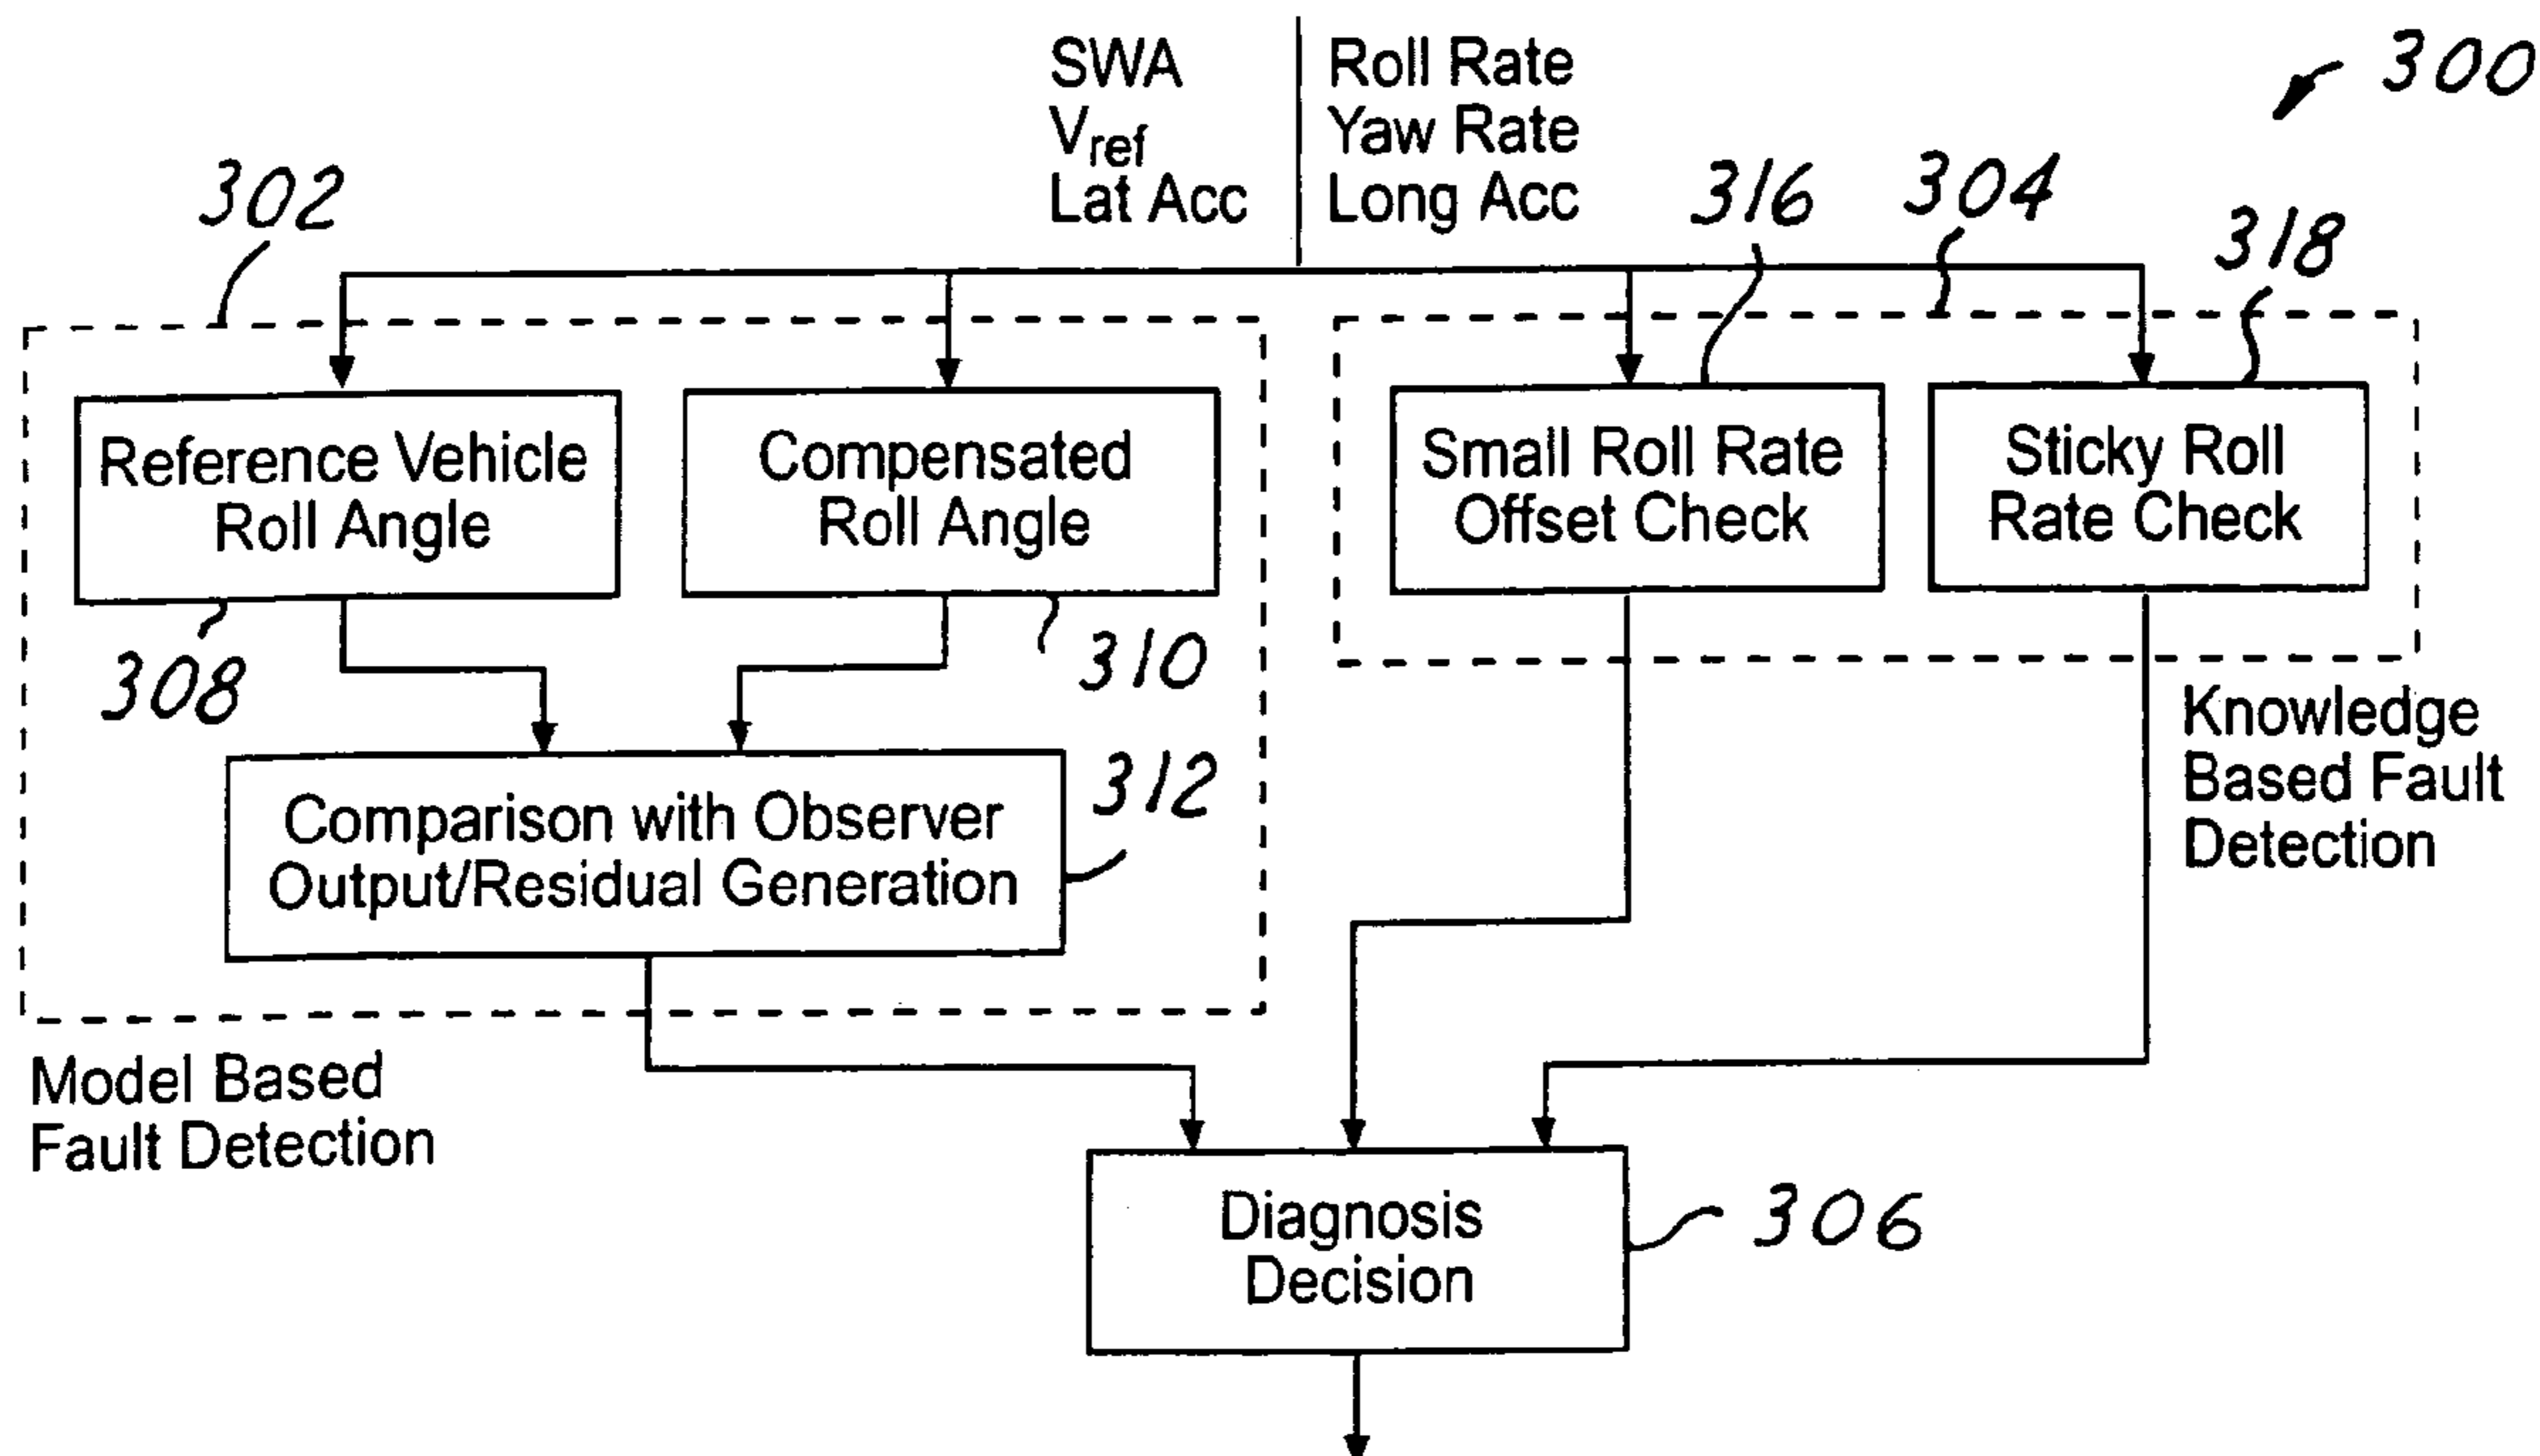 SWA
Vref
Lat Acc
Roll Rate
Yaw Rate
Long Acc
300
302
316
304
318
Reference Vehicle
Roll Angle
Compensated
Roll Angle
Small Roll Rate
Offset Check
Sticky Roll
Rate Check
308
310
Comparison with Observer
Output/Residual Generation
312
Knowledge
Based Fault
Detection
Model Based
Fault Detection
Diagnosis
Decision
306